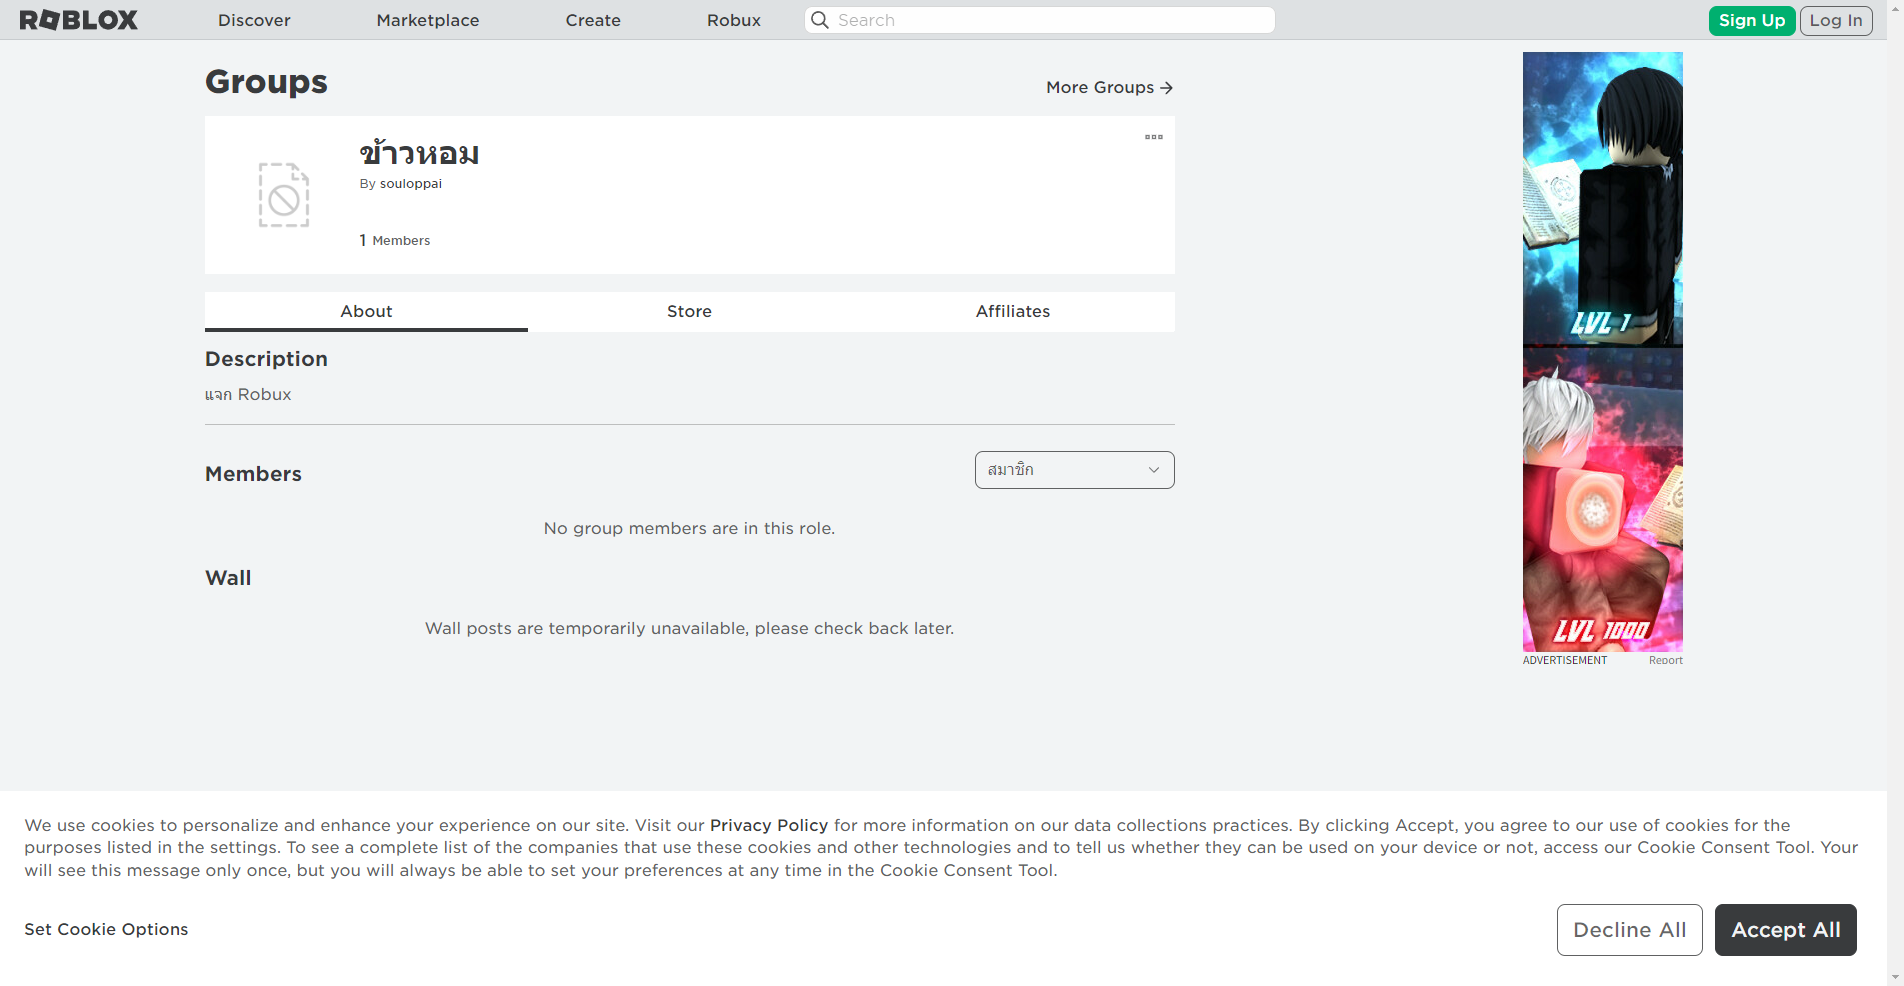 ROBLOX Discover Marketplace Create Robux Search Sign Up Log In
Groups
More Groups →
ข้าวหอม
By souloppai
1 Members
About Store Affiliates
Description
แจก Robux
Members
สมาชิก
No group members are in this role.
Wall
Wall posts are temporarily unavailable, please check back later.
LVL 1
LVL 1000
ADVERTISEMENT Report
We use cookies to personalize and enhance your experience on our site. Visit our Privacy Policy for more information on our data collections practices. By clicking Accept, you agree to our use of cookies for the
purposes listed in the settings. To see a complete list of the companies that use these cookies and other technologies and to tell us whether they can be used on your device or not, access our Cookie Consent Tool. Your
will see this message only once, but you will always be able to set your preferences at any time in the Cookie Consent Tool.
Set Cookie Options
Decline All
Accept All